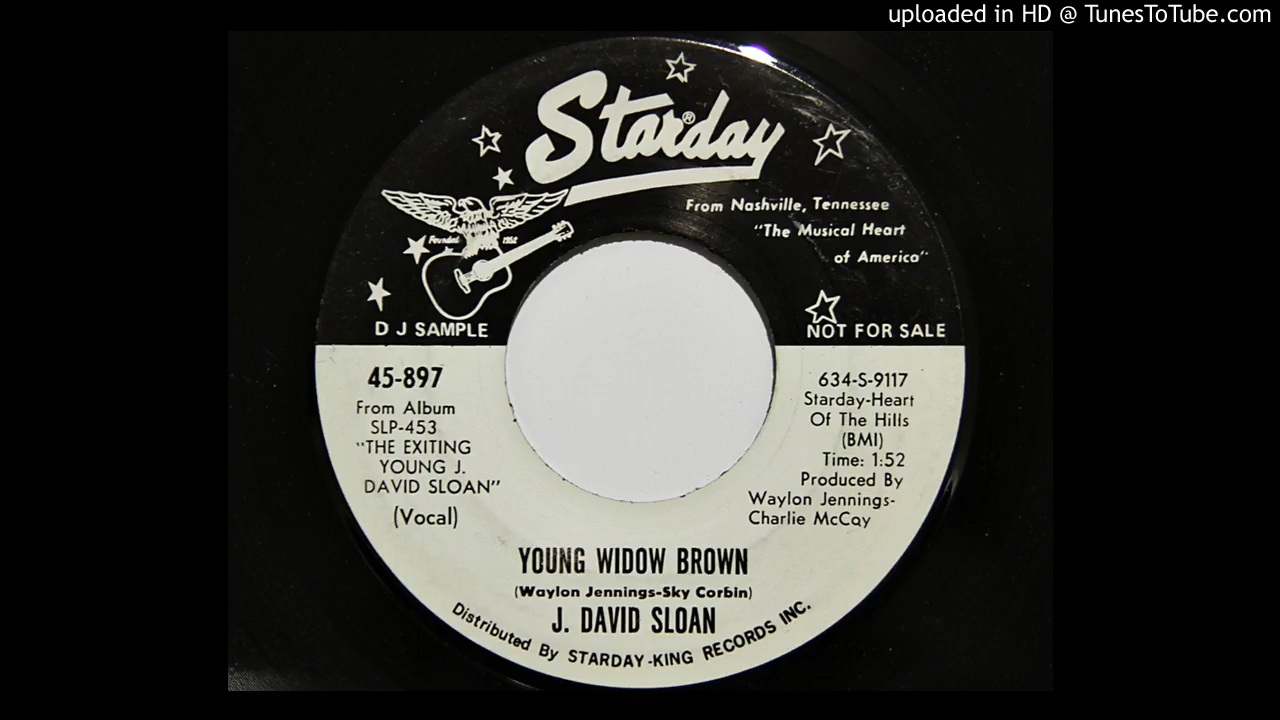 uploaded in HD @ TunesToTube.com
Starday®
From Nashville, Tennessee
"The Musical Heart
of America"
Founded 1952
D J SAMPLE
NOT FOR SALE
45-897
From Album
SLP-453
"THE EXITING
YOUNG J.
DAVID SLOAN"
(Vocal)
634-S-9117
Starday-Heart
Of The Hills
(BMI)
Time: 1:52
Produced By
Waylon Jennings-
Charlie McCoy
YOUNG WIDOW BROWN
(Waylon Jennings-Sky Corbin)
J. DAVID SLOAN
Distributed By STARDAY-KING RECORDS INC.